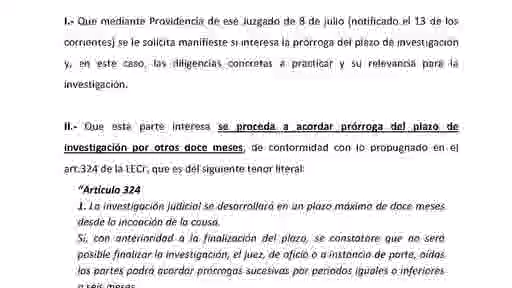 I.- Que mediante Providencia de ese Juzgado de 8 de julio (notificado el 13 de los
corrientes) se le solicita manifieste si interesa la prórroga del plazo de investigación
y, en este caso, las diligencias concretas a practicar y su relevancia para la
investigación.
II.- Que esta parte interesa se proceda a acordar prórroga del plazo de
investigación por otros doce meses, de conformidad con lo propugnado en el
art.324 de la LECr, que es del siguiente tenor literal:
"Artículo 324
1. La investigación judicial se desarrollará en un plazo máximo de doce meses
desde la incoación de la causa.
Si, con anterioridad a la finalización del plazo, se constatare que no será
posible finalizar la investigación, el juez, de oficio o a instancia de parte, oídas
las partes podrá acordar prórrogas sucesivas por periodos iguales o inferiores
a seis meses.